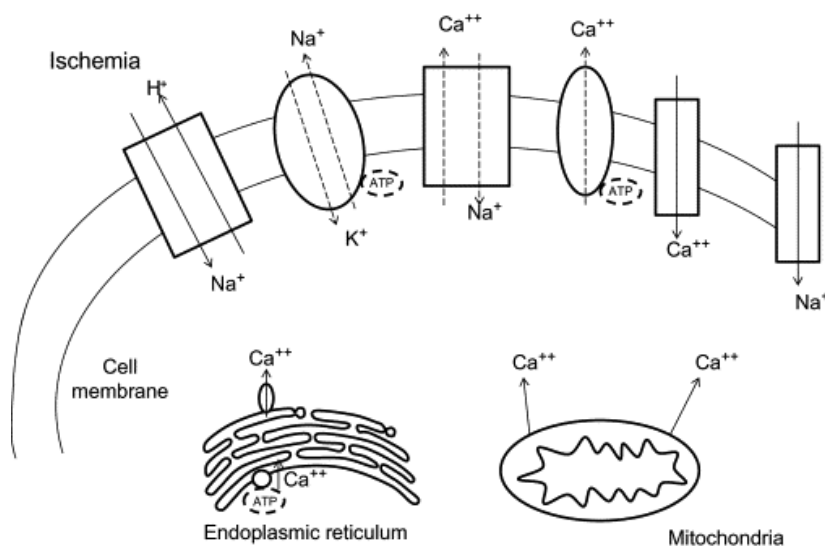 Ischemia
H⁺
Na⁺
Ca⁺⁺
Ca⁺⁺
ATP
ATP
Na⁺
K⁺
Na⁺
Ca⁺⁺
Na⁺
Cell
membrane
Ca⁺⁺
Ca⁺⁺
ATP
Endoplasmic reticulum
Ca⁺⁺
Ca⁺⁺
Mitochondria